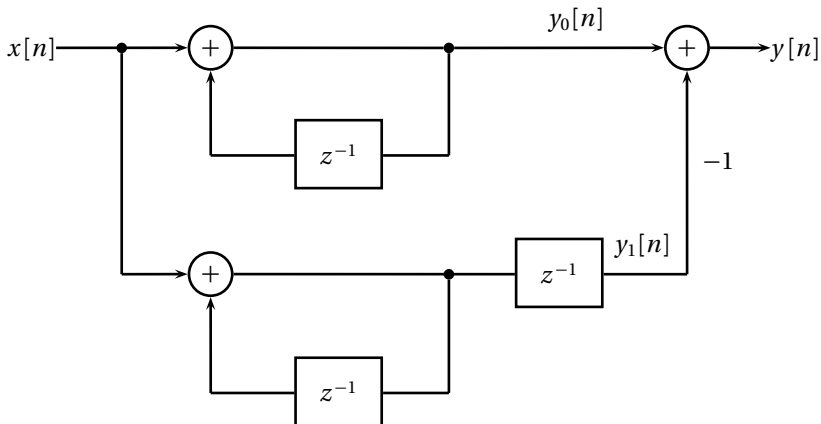 y₀[n]
x[n] + + y[n]
z⁻¹
−1
y₁[n]
+ z⁻¹
z⁻¹